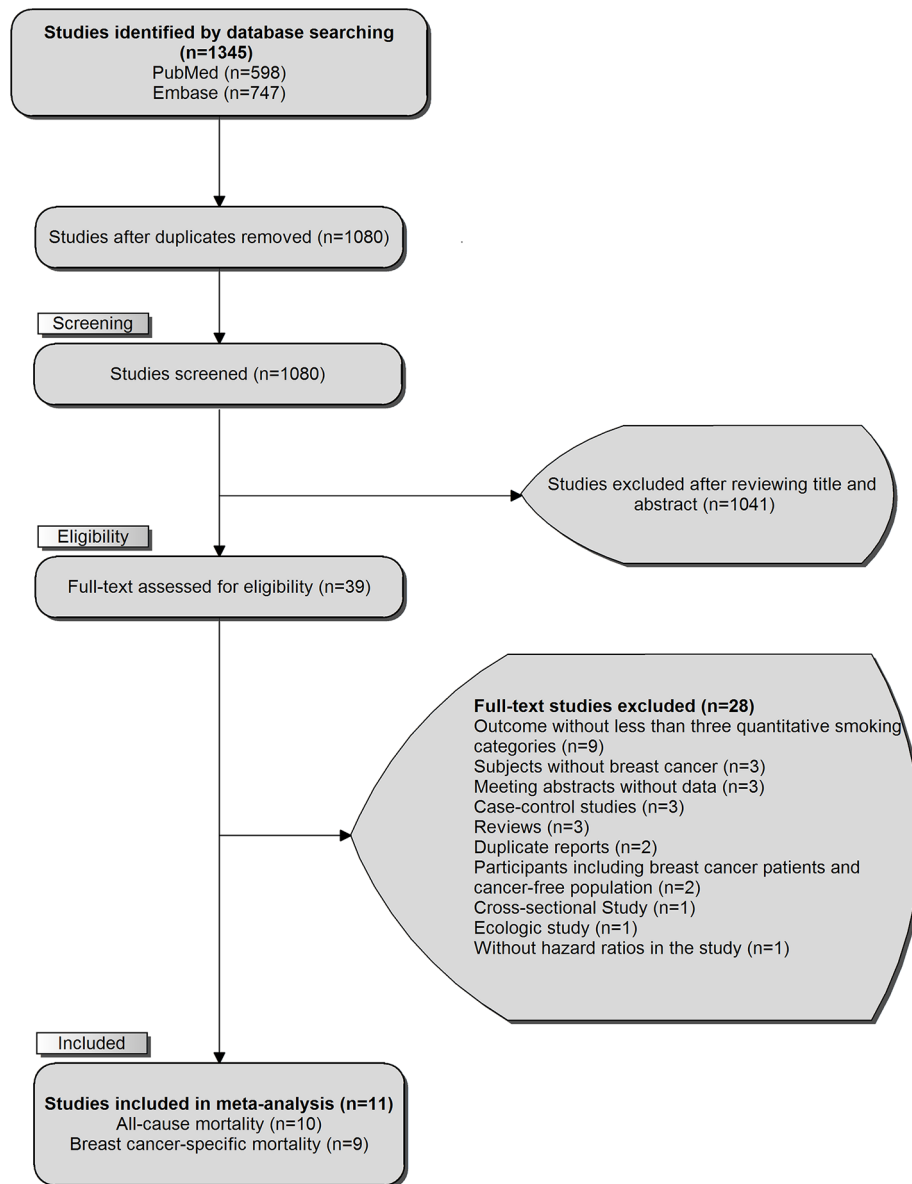 Studies identified by database searching
(n=1345)
PubMed (n=598)
Embase (n=747)
Studies after duplicates removed (n=1080)
Screening
Studies screened (n=1080)
Studies excluded after reviewing title and
abstract (n=1041)
Eligibility
Full-text assessed for eligibility (n=39)
Full-text studies excluded (n=28)
Outcome without less than three quantitative smoking
categories (n=9)
Subjects without breast cancer (n=3)
Meeting abstracts without data (n=3)
Case-control studies (n=3)
Reviews (n=3)
Duplicate reports (n=2)
Participants including breast cancer patients and
cancer-free population (n=2)
Cross-sectional Study (n=1)
Ecologic study (n=1)
Without hazard ratios in the study (n=1)
Included
Studies included in meta-analysis (n=11)
All-cause mortality (n=10)
Breast cancer-specific mortality (n=9)